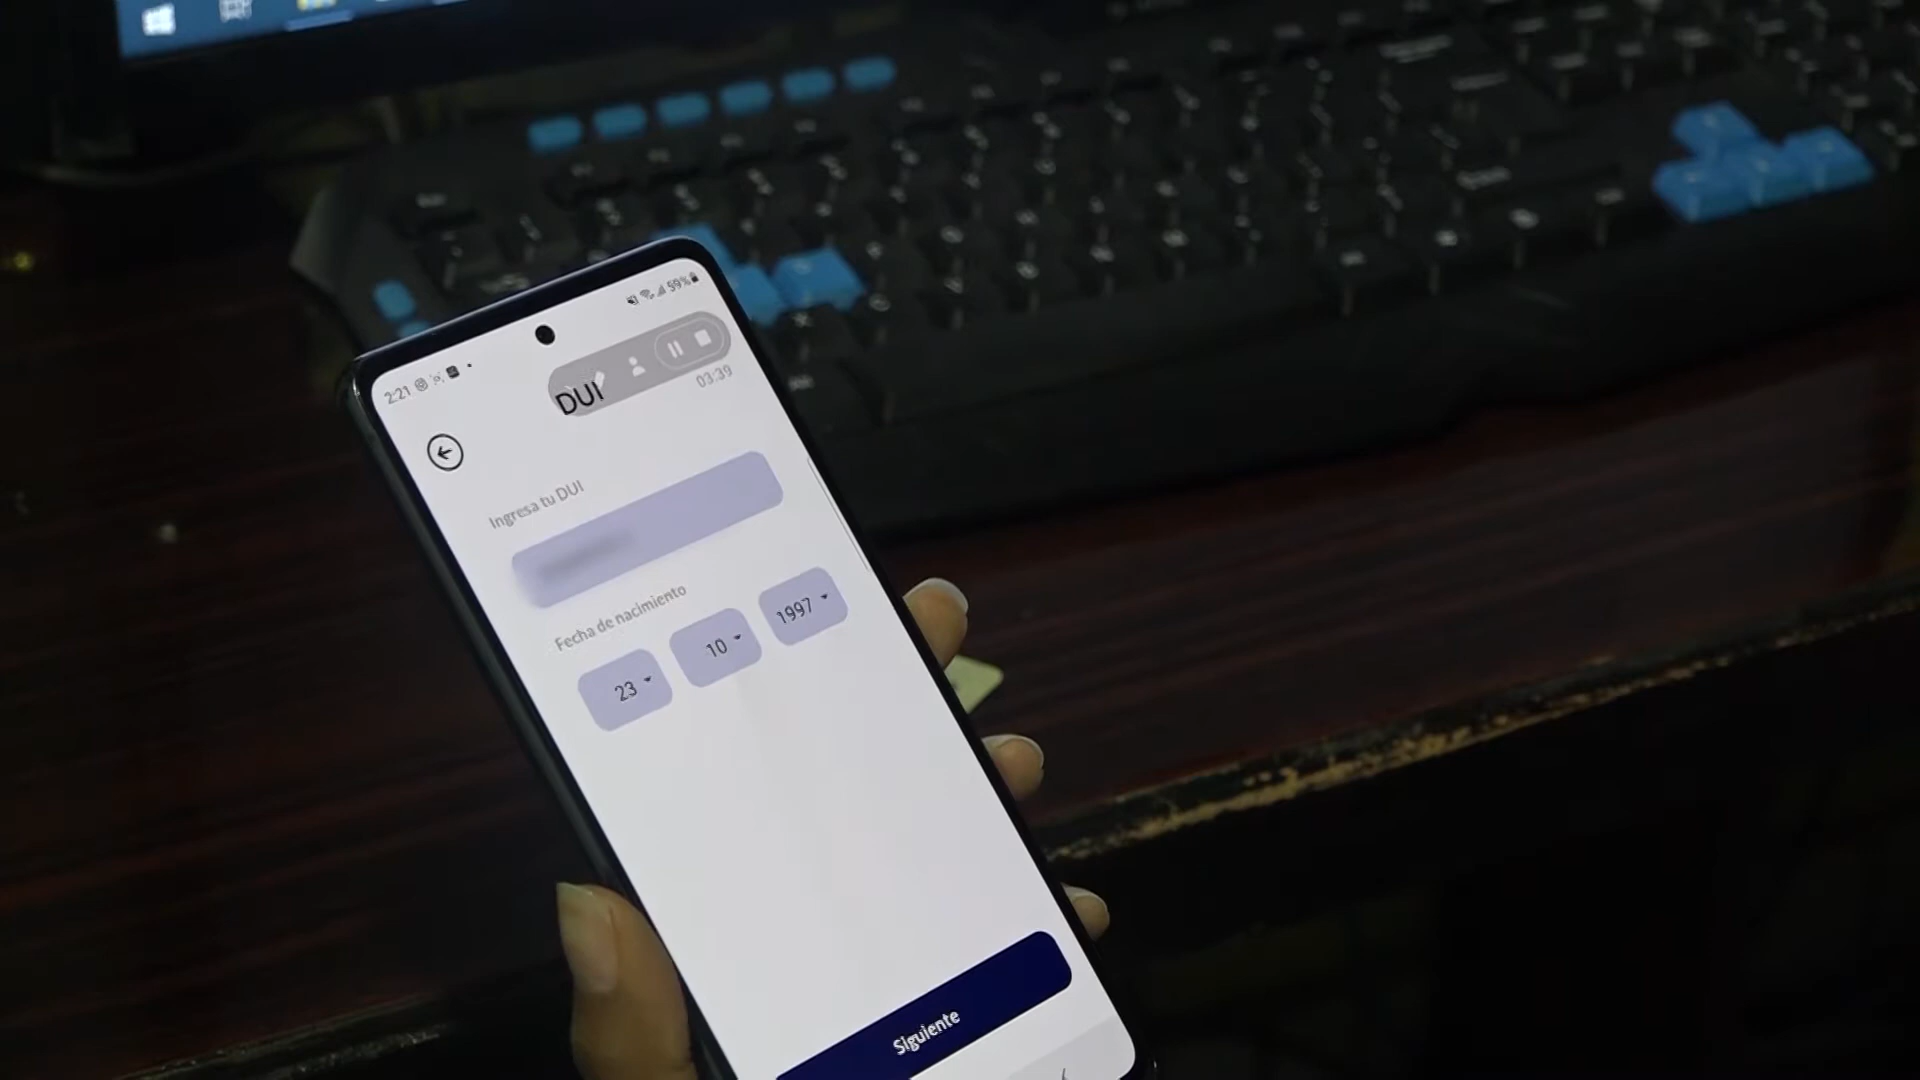 2:21
59%
DUI
03:39
Ingresa tu DUI
Fecha de nacimiento
23
10
1997
Siguiente